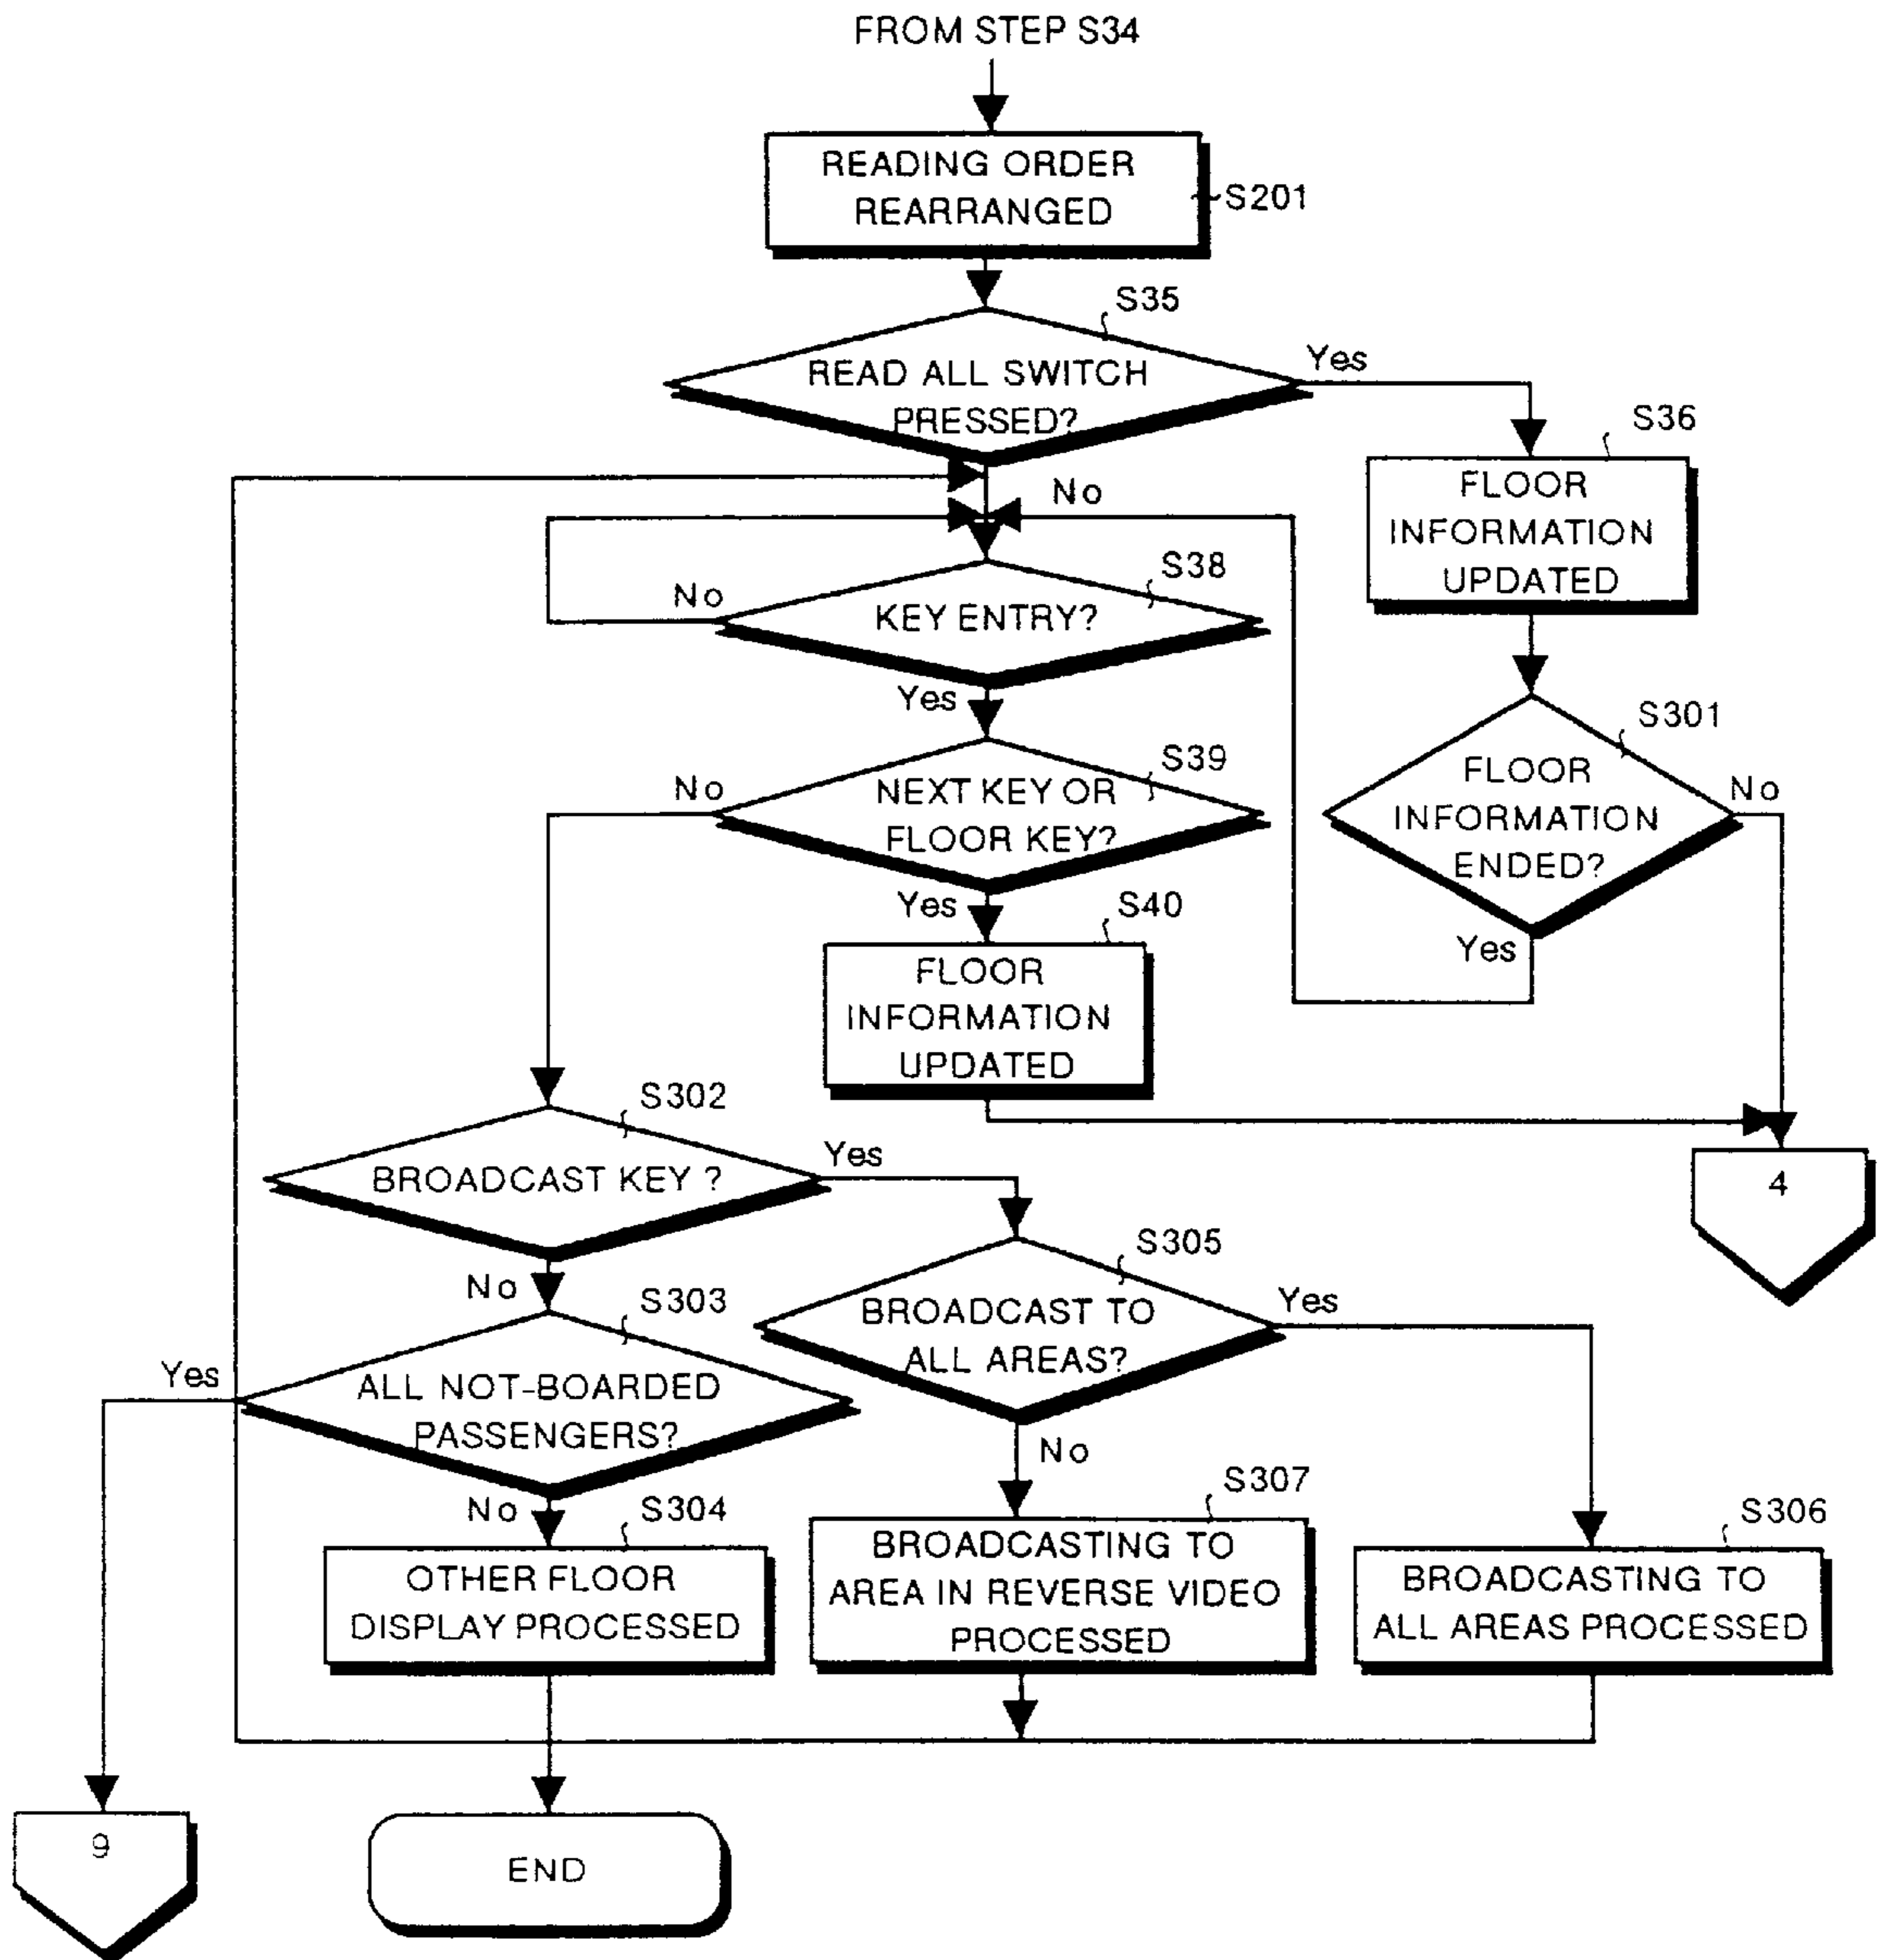 FROM STEP S34
READING ORDER
REARRANGED
S201
S35
READ ALL SWITCH
PRESSED?
Yes
No
S36
FLOOR
INFORMATION
UPDATED
S38
KEY ENTRY?
No
Yes
S301
FLOOR
INFORMATION
ENDED?
No
Yes
S39
NEXT KEY OR
FLOOR KEY?
No
Yes
S40
FLOOR
INFORMATION
UPDATED
4
S302
BROADCAST KEY ?
Yes
No
S303
ALL NOT-BOARDED
PASSENGERS?
Yes
No
S305
BROADCAST TO
ALL AREAS?
Yes
No
S304
OTHER FLOOR
DISPLAY PROCESSED
S307
BROADCASTING TO
AREA IN REVERSE VIDEO
PROCESSED
S306
BROADCASTING TO
ALL AREAS PROCESSED
9
END